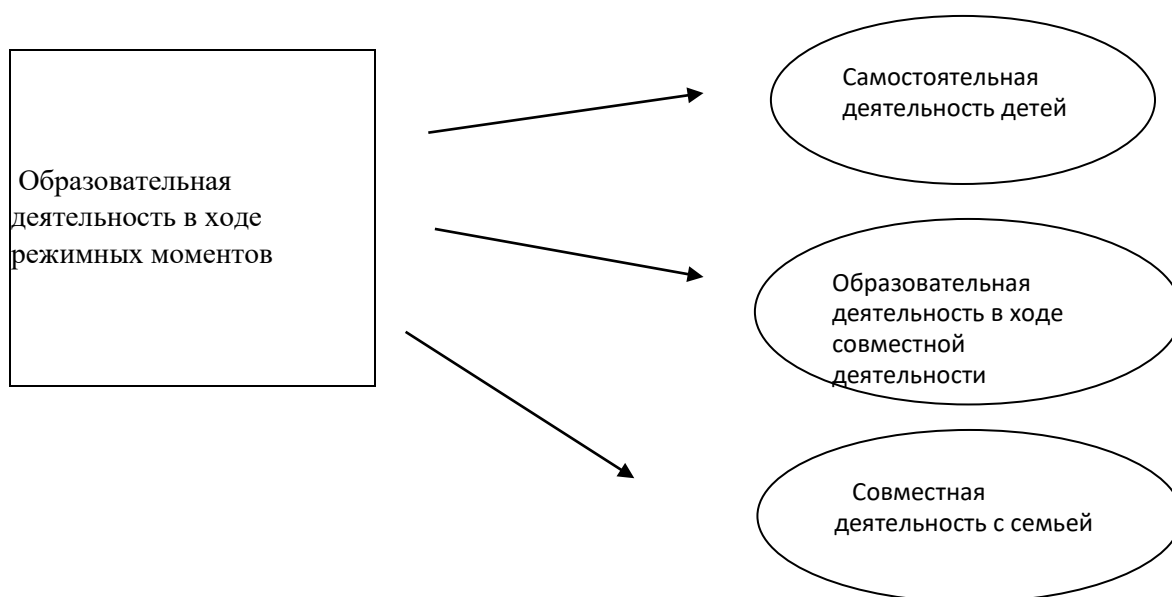 Образовательная
деятельность в ходе
режимных моментов
Самостоятельная
деятельность детей
Образовательная
деятельность в ходе
совместной
деятельности
Совместная
деятельность с семьей